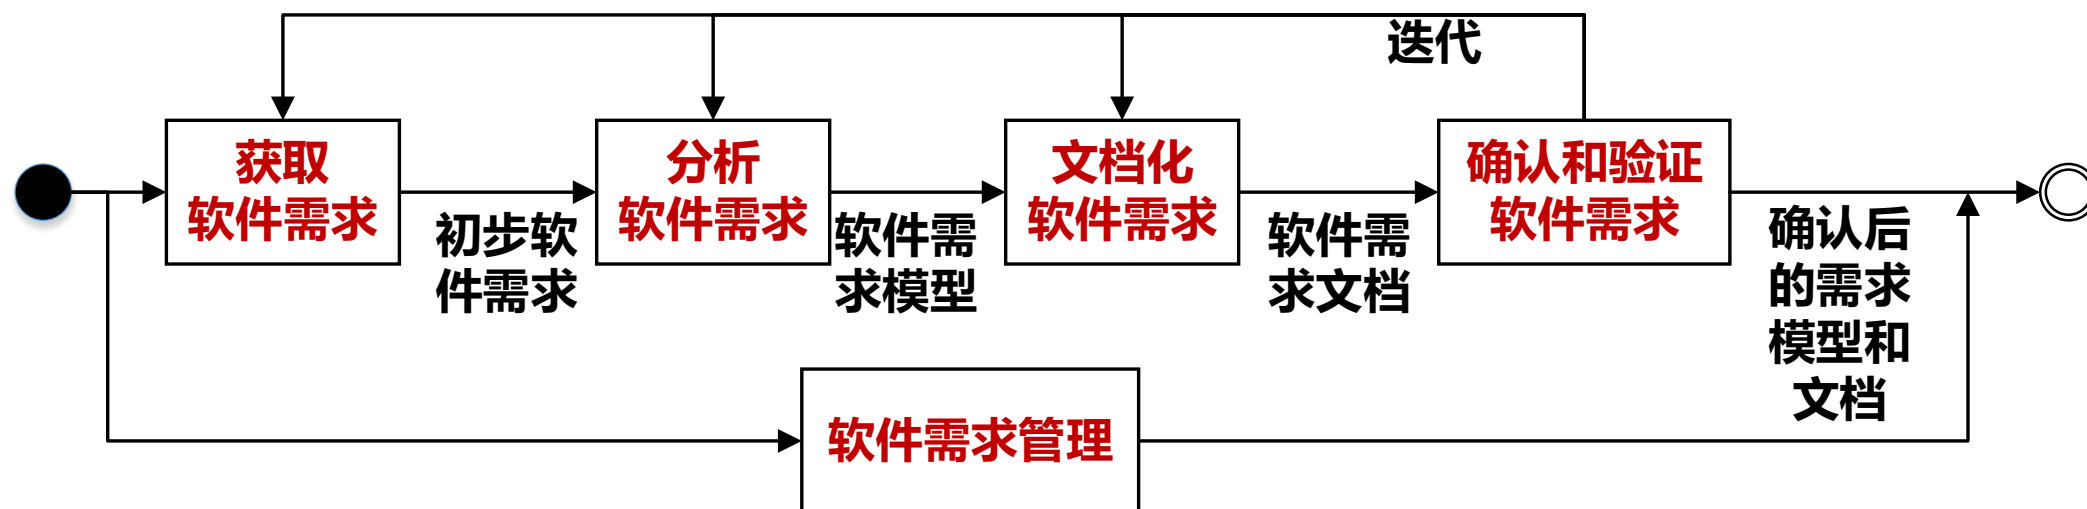 迭代
获取
软件需求
初步软
件需求
分析
软件需求
软件需
求模型
文档化
软件需求
软件需
求文档
确认和验证
软件需求
确认后
的需求
模型和
文档
软件需求管理